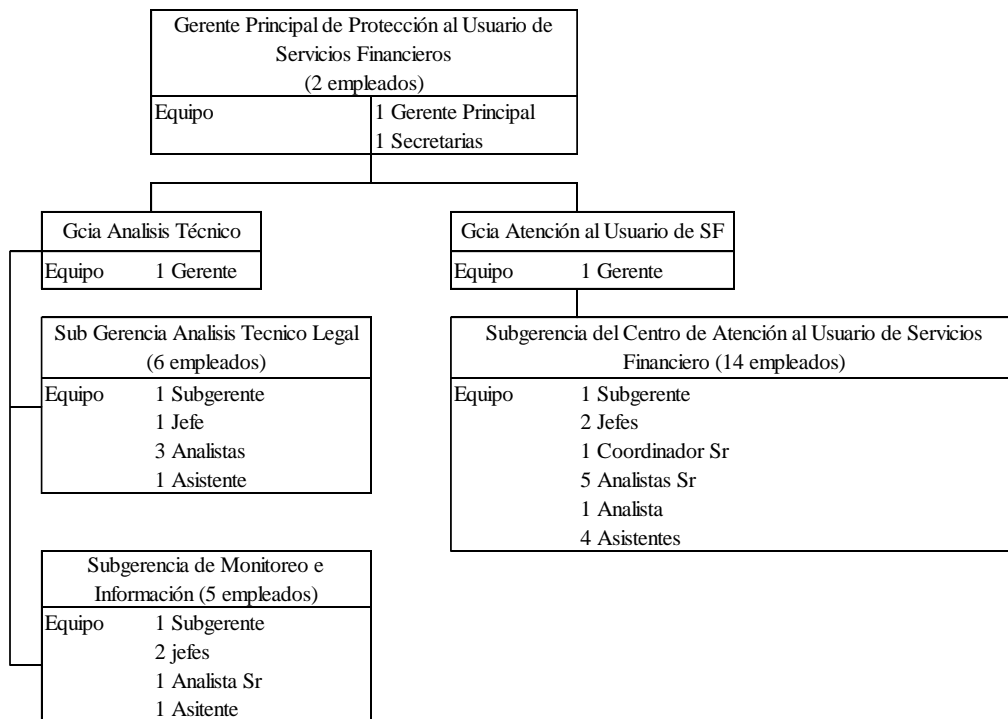 Gerente Principal de Protección al Usuario de
Servicios Financieros
(2 empleados)
Equipo 1 Gerente Principal
1 Secretarias
Gcia Analisis Técnico
Equipo 1 Gerente
Sub Gerencia Analisis Tecnico Legal
(6 empleados)
Equipo 1 Subgerente
1 Jefe
3 Analistas
1 Asistente
Subgerencia de Monitoreo e
Información (5 empleados)
Equipo 1 Subgerente
2 jefes
1 Analista Sr
1 Asitente
Gcia Atención al Usuario de SF
Equipo 1 Gerente
Subgerencia del Centro de Atención al Usuario de Servicios
Financiero (14 empleados)
Equipo 1 Subgerente
2 Jefes
1 Coordinador Sr
5 Analistas Sr
1 Analista
4 Asistentes